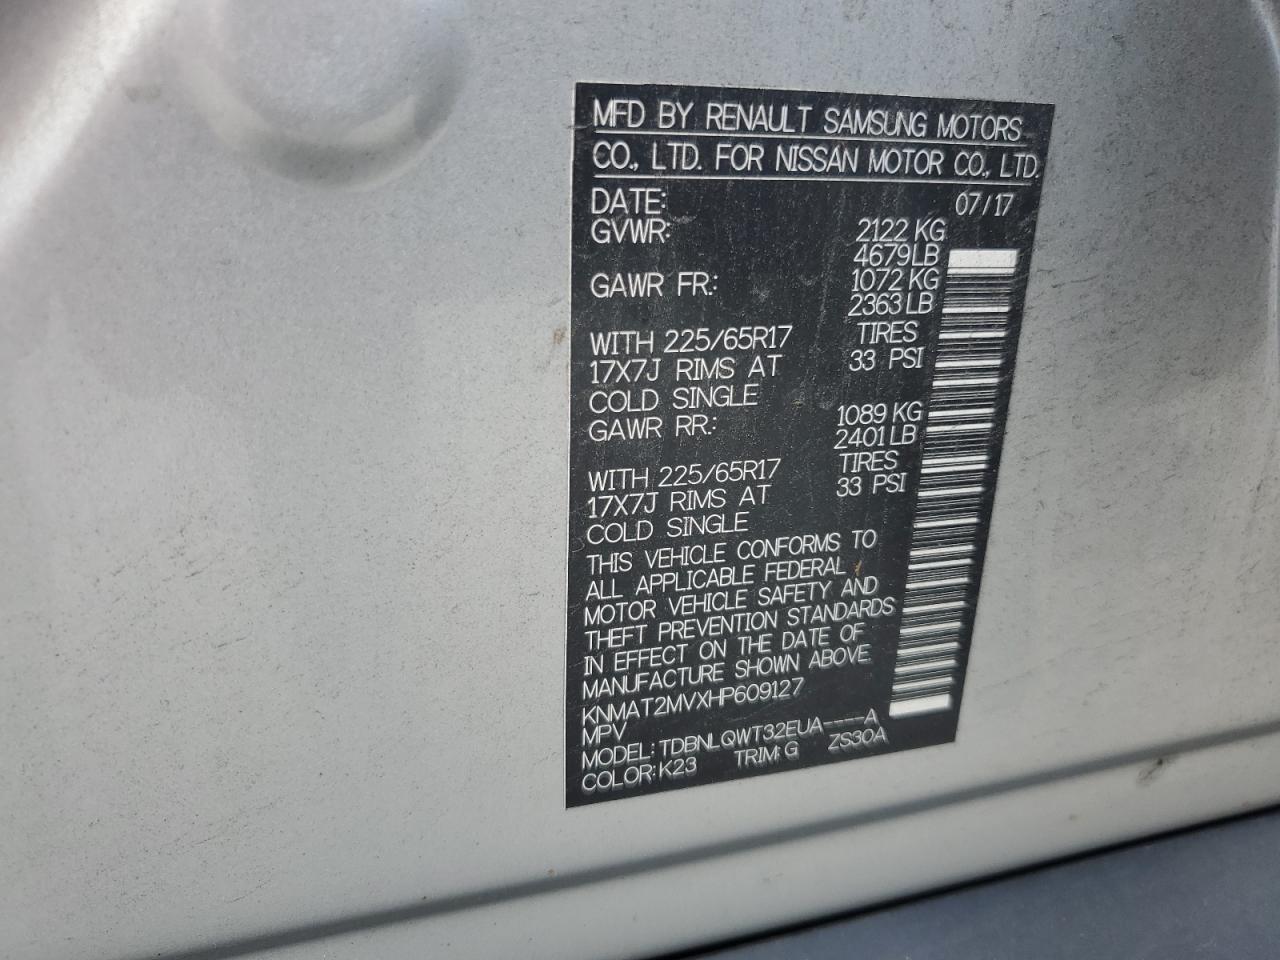 MFD BY RENAULT SAMSUNG MOTORS
CO., LTD. FOR NISSAN MOTOR CO., LTD.
DATE: 07/17
GVWR: 2122 KG
4679 LB
GAWR FR.: 1072 KG
2363 LB
WITH 225/65R17 TIRES
17X7J RIMS AT 33 PSI
COLD SINGLE
GAWR RR.: 1089 KG
2401 LB
WITH 225/65R17 TIRES
17X7J RIMS AT 33 PSI
COLD SINGLE
THIS VEHICLE CONFORMS TO
ALL APPLICABLE FEDERAL
MOTOR VEHICLE SAFETY AND
THEFT PREVENTION STANDARDS
IN EFFECT ON THE DATE OF
MANUFACTURE SHOWN ABOVE.
KNMAT2MVXHP609127
MPV
MODEL: TDBNLQWT32EUA----A
COLOR: K23 TRIM: G ZS30A